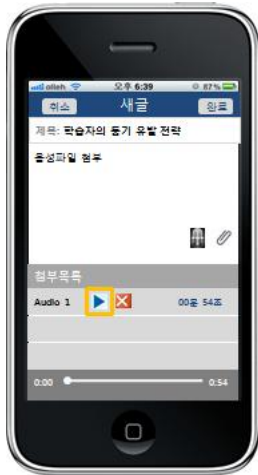 olleh 오후 6:39 87%
취소 새글 완료
제목: 학습자의 동기 유발 전략
음성파일 첨부
첨부목록
Audio 1 00분 54초
0:00 0:54